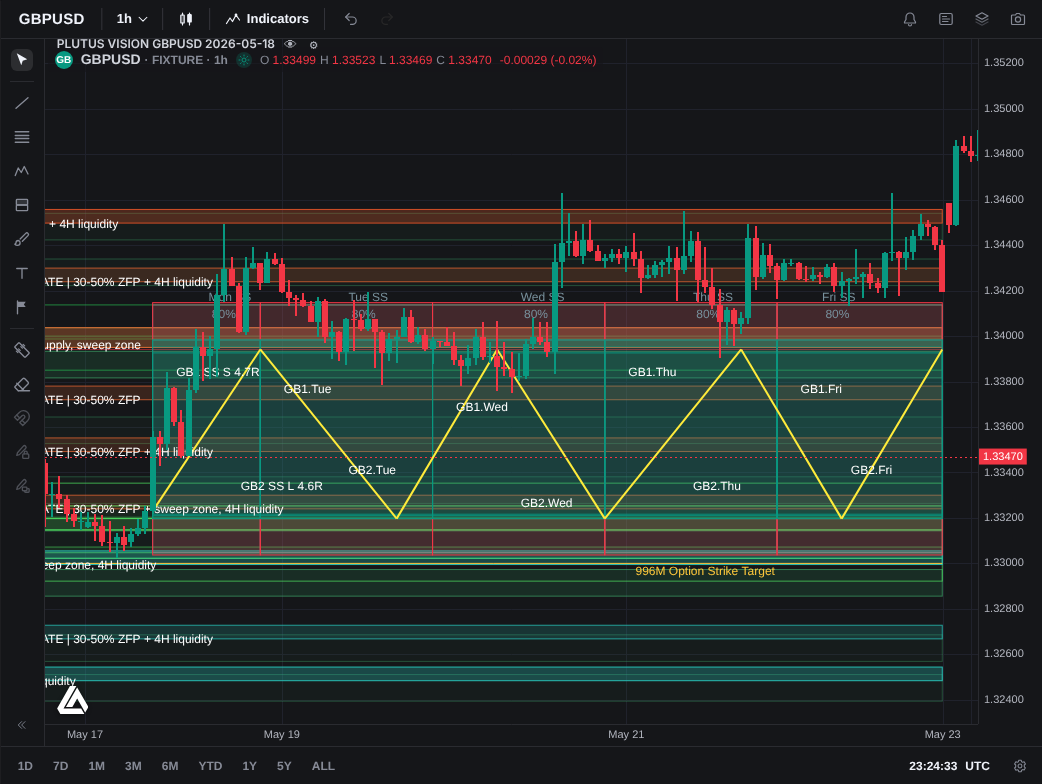 GBPUSD 1h Indicators
PLUTUS VISION GBPUSD 2026-05-18
GB GBPUSD · FIXTURE · 1h O 1.33499 H 1.33523 L 1.33469 C 1.33470 -0.00029 (-0.02%)
1.35200
1.35000
1.34800
1.34600
+ 4H liquidity
1.34400
ATE | 30-50% ZFP + 4H liquidity
1.34200
Mon Tue SS Wed SS Thu SS Fri SS
80% 80% 80% 80% 80%
1.34000
upply, sweep zone
GB1 SS S 4.7R GB1.Thu
1.33800
GB1.Tue GB1.Fri
ATE | 30-50% ZFP
GB1.Wed
1.33600
ATE | 30-50% ZFP + 4H liquidity
1.33470
GB2.Tue GB2.Fri
1.33400
GB2 SS L 4.6R GB2.Thu
GB2.Wed
ATE | 30-50% ZFP + sweep zone, 4H liquidity
1.33200
eep zone, 4H liquidity
1.33000
996M Option Strike Target
1.32800
ATE | 30-50% ZFP + 4H liquidity
1.32600
quidity
1.32400
May 17 May 19 May 21 May 23
1D 7D 1M 3M 6M YTD 1Y 5Y ALL 23:24:33 UTC